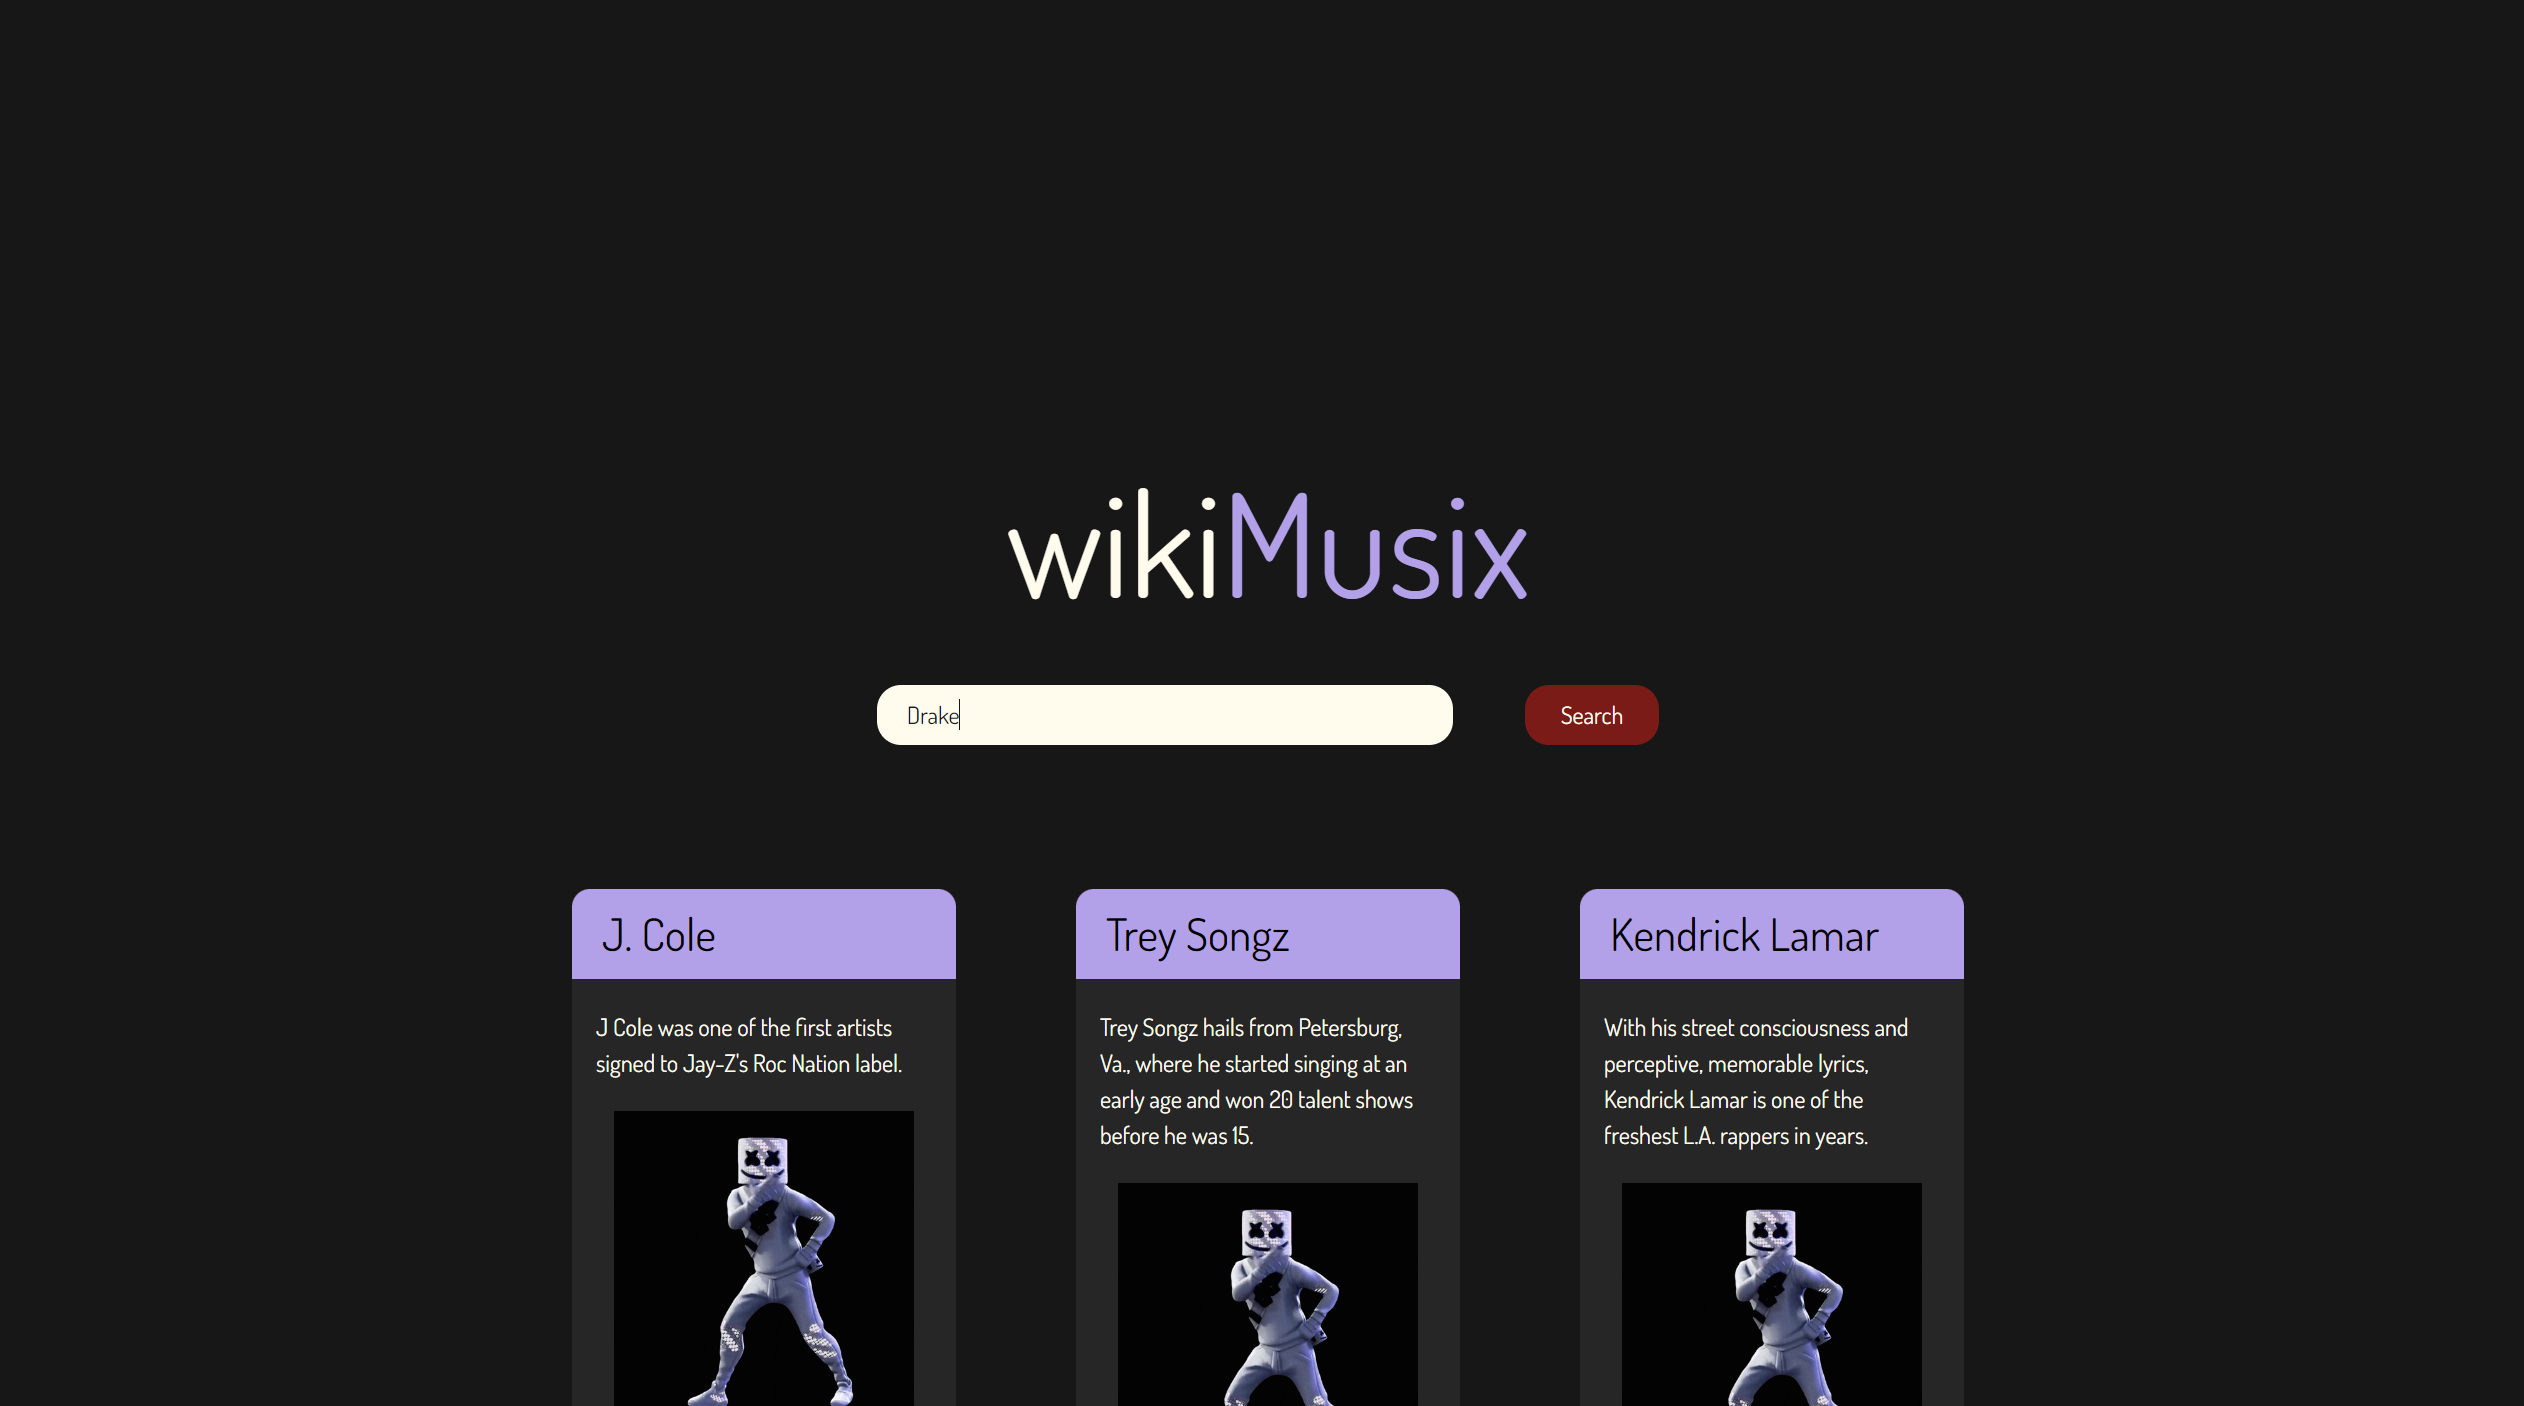 wikiMusix
Drake
Search
J. Cole
J Cole was one of the first artists
signed to Jay-Z's Roc Nation label.
Trey Songz
Trey Songz hails from Petersburg,
Va., where he started singing at an
early age and won 20 talent shows
before he was 15.
Kendrick Lamar
With his street consciousness and
perceptive, memorable lyrics,
Kendrick Lamar is one of the
freshest L.A. rappers in years.